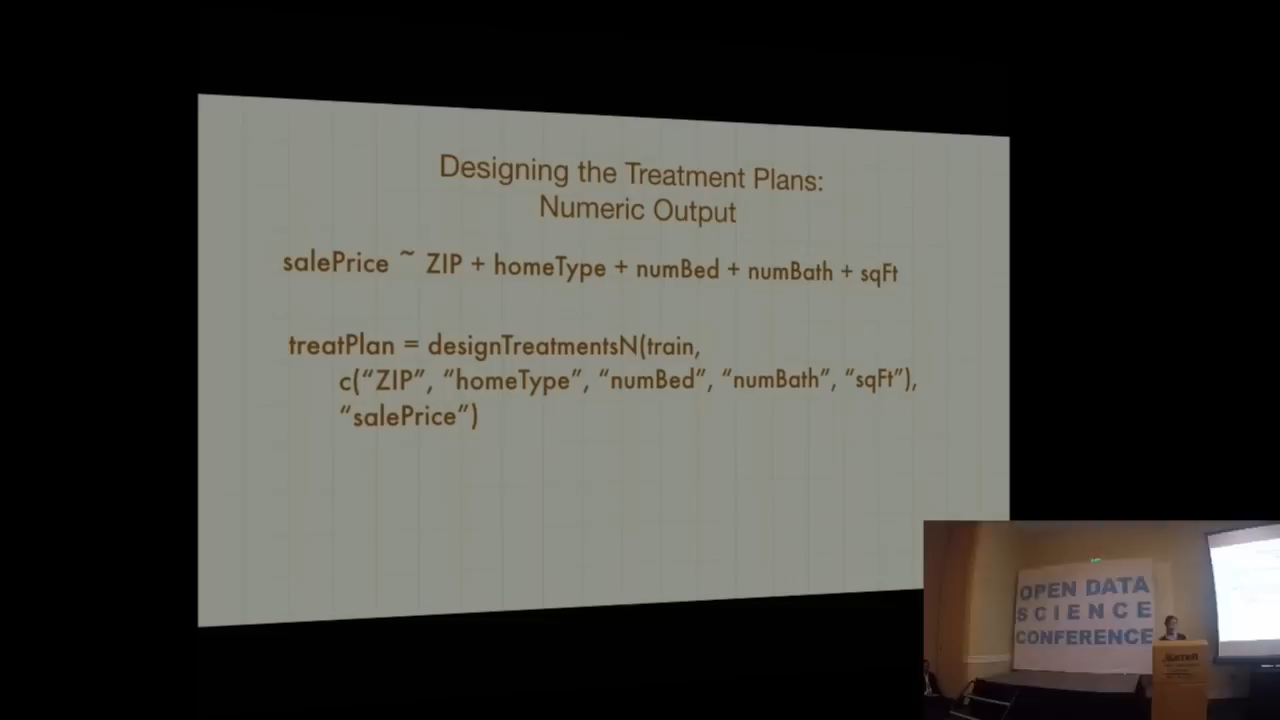 Designing the Treatment Plans:
Numeric Output
salePrice ~ ZIP + homeType + numBed + numBath + sqFt
treatPlan = designTreatmentsN(train,
c(“ZIP”, “homeType”, “numBed”, “numBath”, “sqFt”),
“salePrice”)
OPEN DATA
SCIENCE
CONFERENCE
Marriott